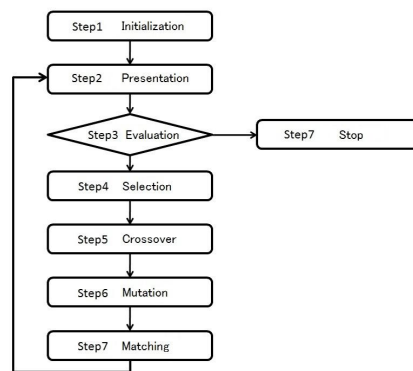 Step1 Initialization
Step2 Presentation
Step3 Evaluation
Step7 Stop
Step4 Selection
Step5 Crossover
Step6 Mutation
Step7 Matching